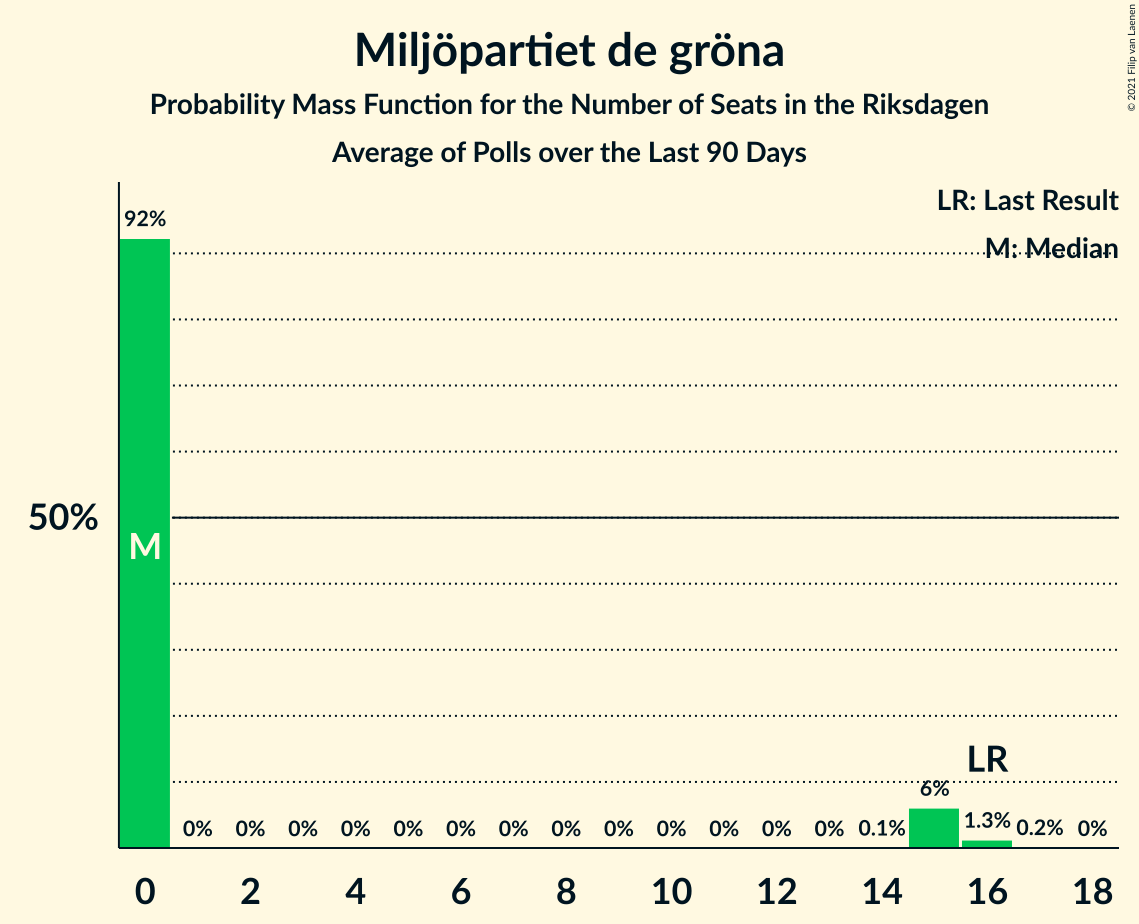 Miljöpartiet de gröna
Probability Mass Function for the Number of Seats in the Riksdagen
Average of Polls over the Last 90 Days
© 2021 Filip van Laenen
LR: Last Result
M: Median
92%
50%
M
LR
0% 0% 0% 0% 0% 0% 0% 0% 0% 0% 0% 0% 0% 0.1% 6% 1.3% 0.2% 0%
0 2 4 6 8 10 12 14 16 18